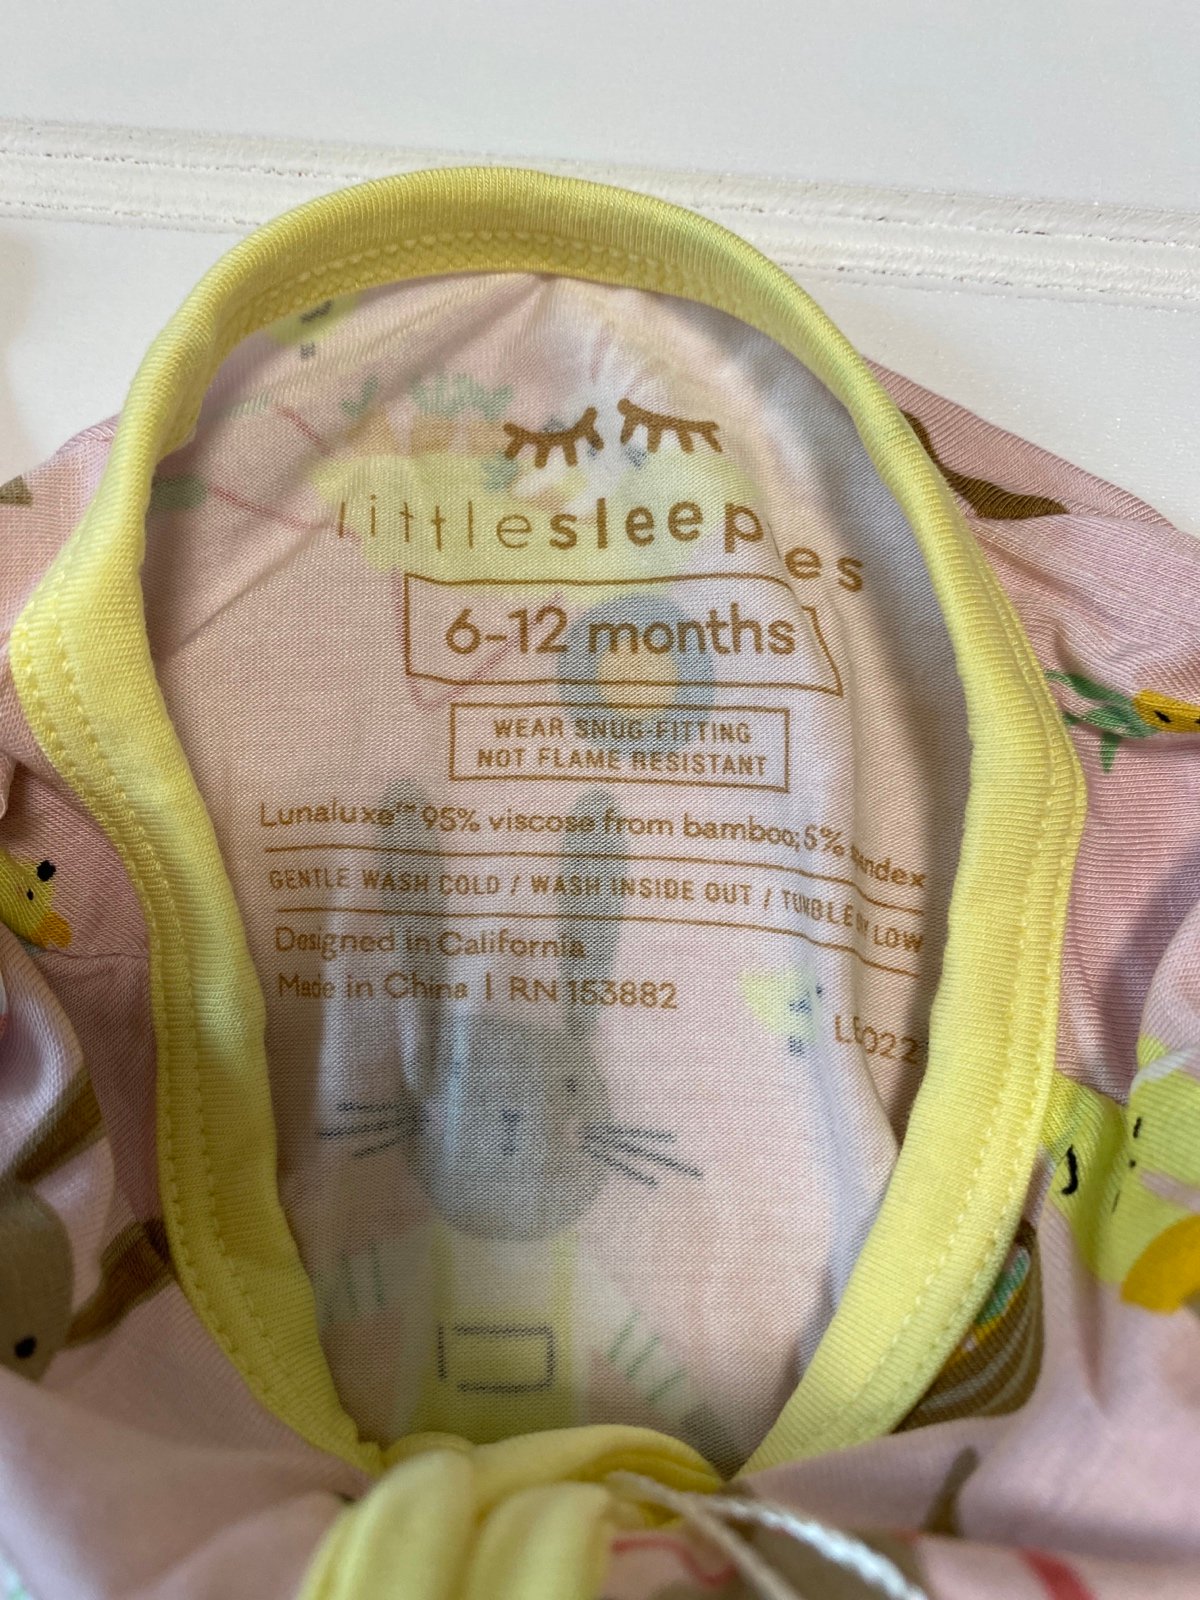 littlesleepies
6-12 months
WEAR SNUG-FITTING
NOT FLAME RESISTANT
Lunaluxe™ 95% viscose from bamboo; 5%
GENTLE WASH COLD / WASH INSIDE OUT / TUMBLE DRY LOW
Designed in California
Made in China | RN 153882